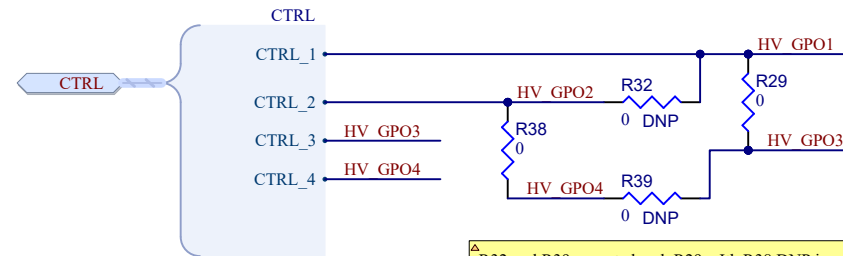 CTRL
CTRL
CTRL_1
HV_GPO1
CTRL_2
HV_GPO2
R32
0 DNP
R29
0
R38
0
CTRL_3
HV_GPO3
HV_GPO3
CTRL_4
HV_GPO4
HV_GPO4
R39
0 DNP